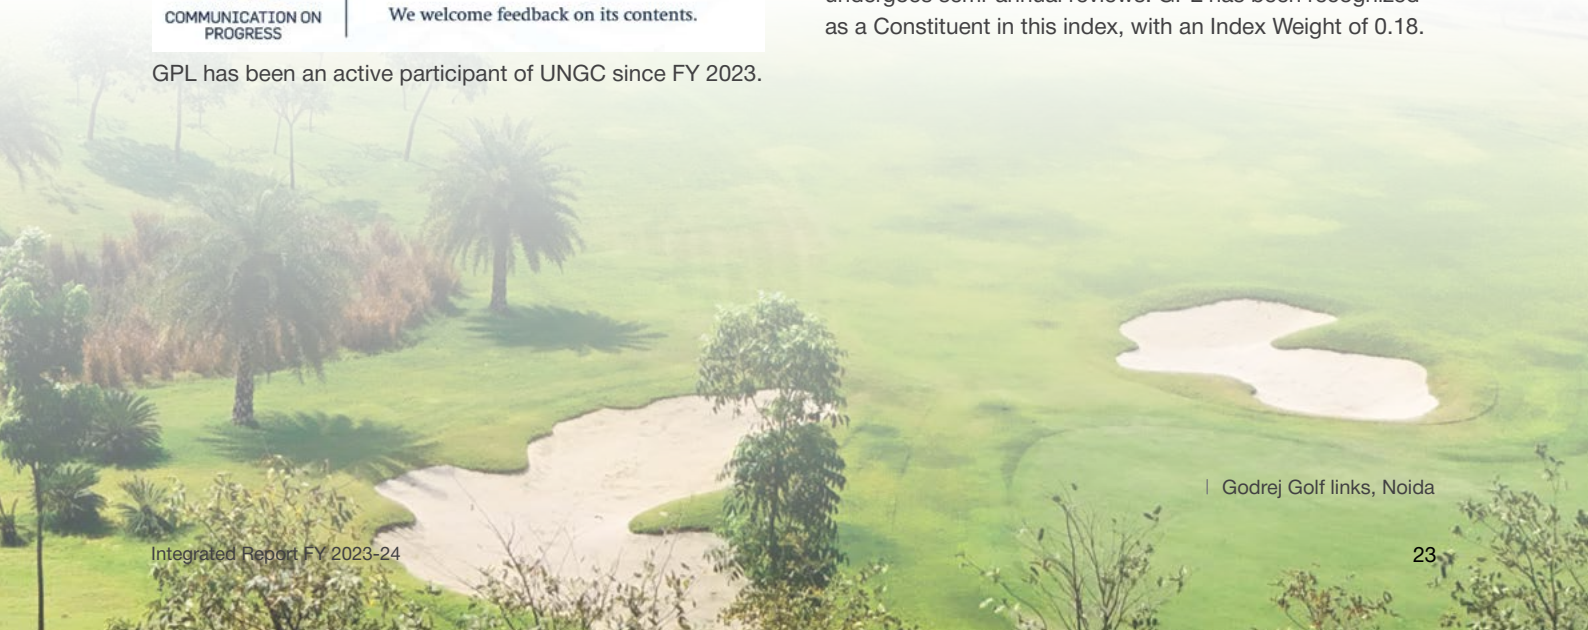 COMMUNICATION ON
PROGRESS
We welcome feedback on its contents.
GPL has been an active participant of UNGC since FY 2023.
as a Constituent in this index, with an Index Weight of 0.18.
Godrej Golf links, Noida
Integrated Report FY 2023-24
23